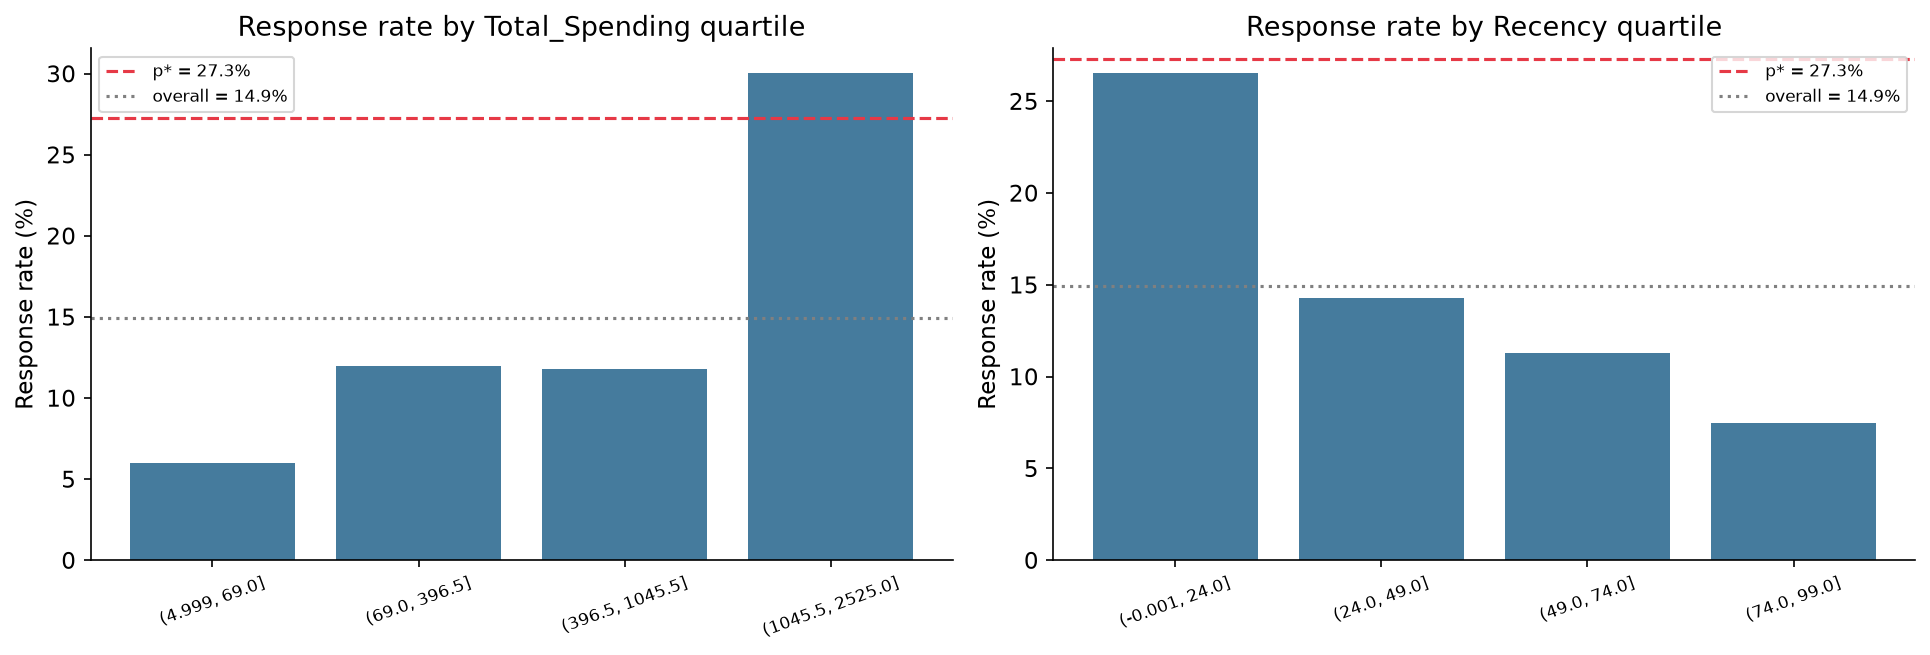 Response rate by Total_Spending quartile
p* = 27.3%
overall = 14.9%
Response rate (%)
30
25
20
15
10
5
0
(4.999, 69.0]
(69.0, 396.5]
(396.5, 1045.5]
(1045.5, 2525.0]
Response rate by Recency quartile
p* = 27.3%
overall = 14.9%
Response rate (%)
25
20
15
10
5
0
(-0.001, 24.0]
(24.0, 49.0]
(49.0, 74.0]
(74.0, 99.0]